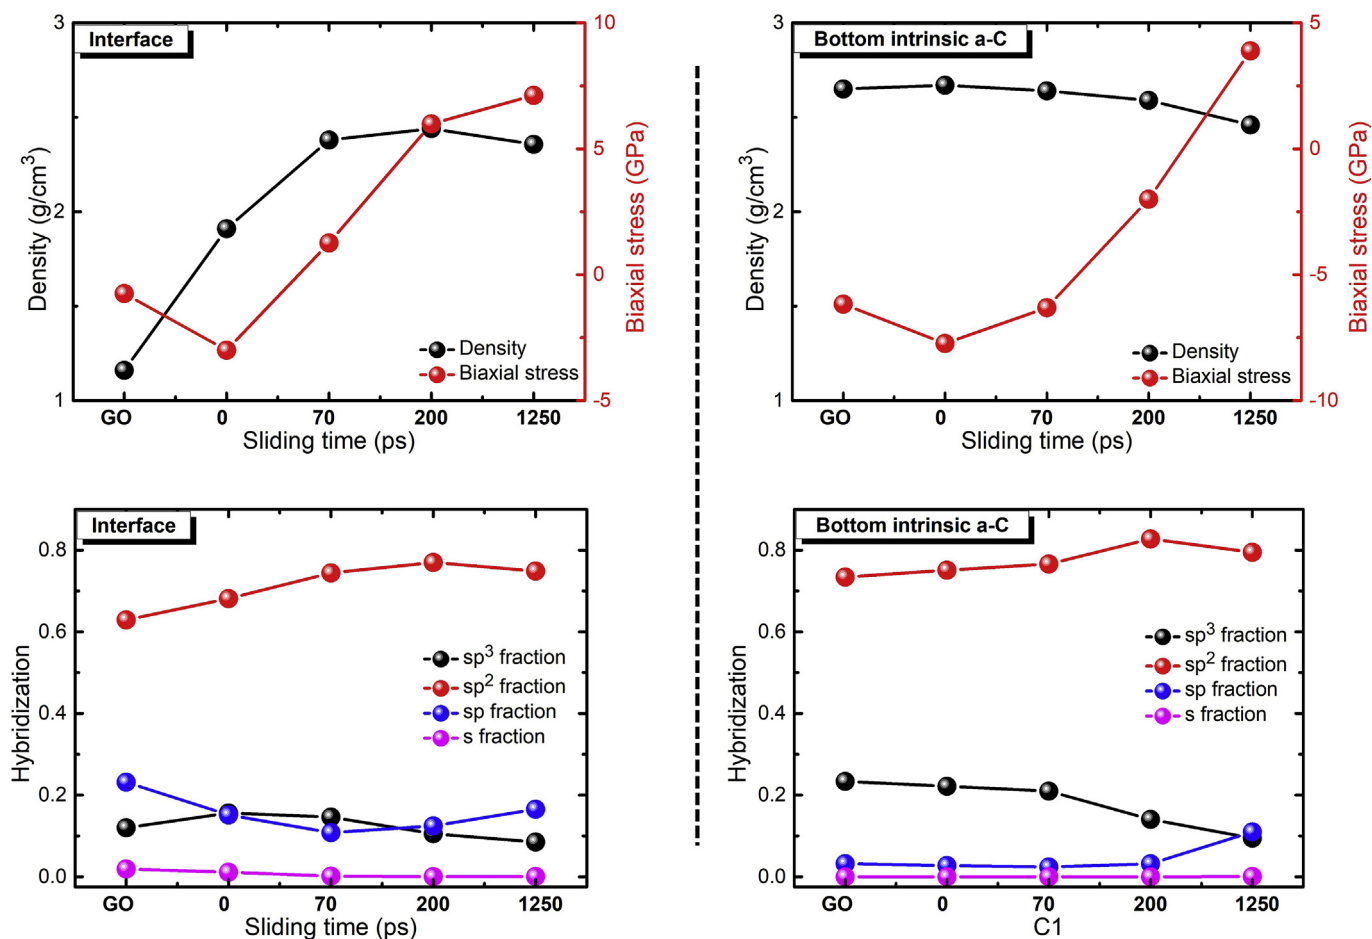 Interface
3
2
1
Density (g/cm³)
10
5
0
-5
Biaxial stress (GPa)
Density
Biaxial stress
GO 0 70 200 1250
Sliding time (ps)
Bottom intrinsic a-C
3
2
1
Density (g/cm³)
5
0
-5
-10
Biaxial stress (GPa)
Density
Biaxial stress
GO 0 70 200 1250
Sliding time (ps)
Interface
0.8
0.6
0.4
0.2
0.0
Hybridization
sp³ fraction
sp² fraction
sp fraction
s fraction
GO 0 70 200 1250
Sliding time (ps)
Bottom intrinsic a-C
0.8
0.6
0.4
0.2
0.0
Hybridization
sp³ fraction
sp² fraction
sp fraction
s fraction
GO 0 70 200 1250
C1